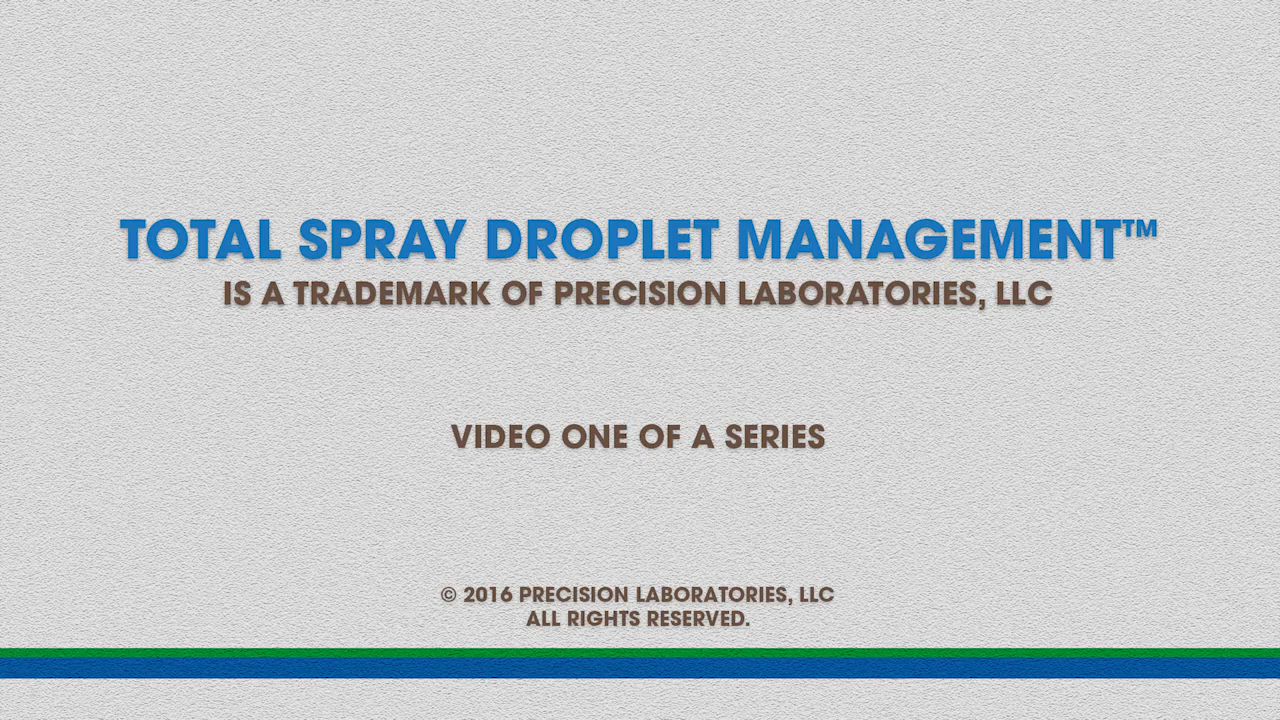 TOTAL SPRAY DROPLET MANAGEMENT™
IS A TRADEMARK OF PRECISION LABORATORIES, LLC
VIDEO ONE OF A SERIES
© 2016 PRECISION LABORATORIES, LLC
ALL RIGHTS RESERVED.